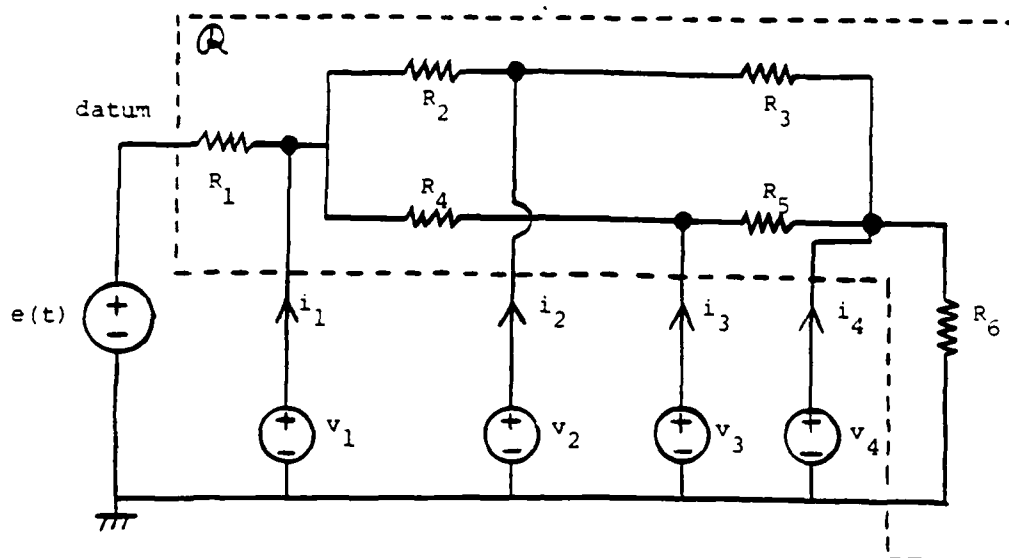 R
R₂
R₃
datum
R₁
R₄
R₅
e(t)
+
-
i₁
i₂
i₃
i₄
R₆
+
-
v₁
+
-
v₂
+
-
v₃
+
-
v₄